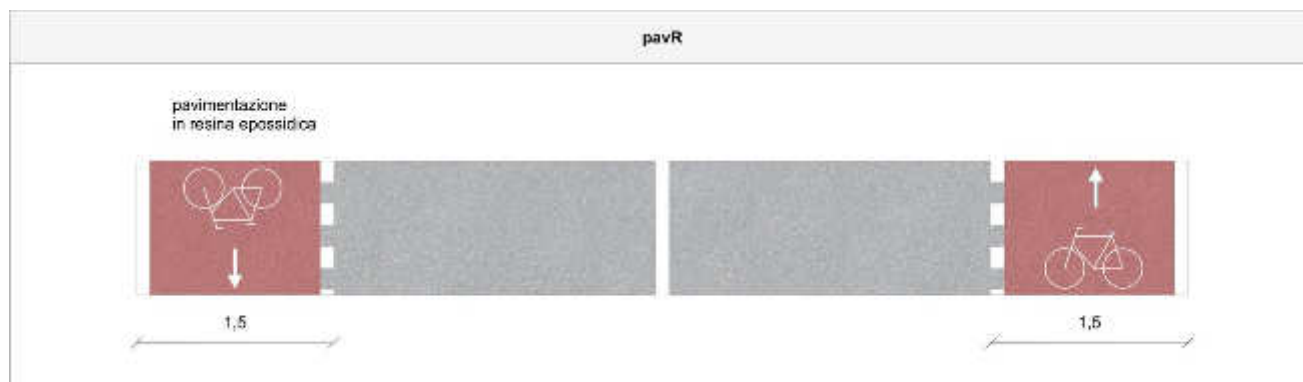 pavR
pavimentazione
in resina epossidica
1,5
1,5